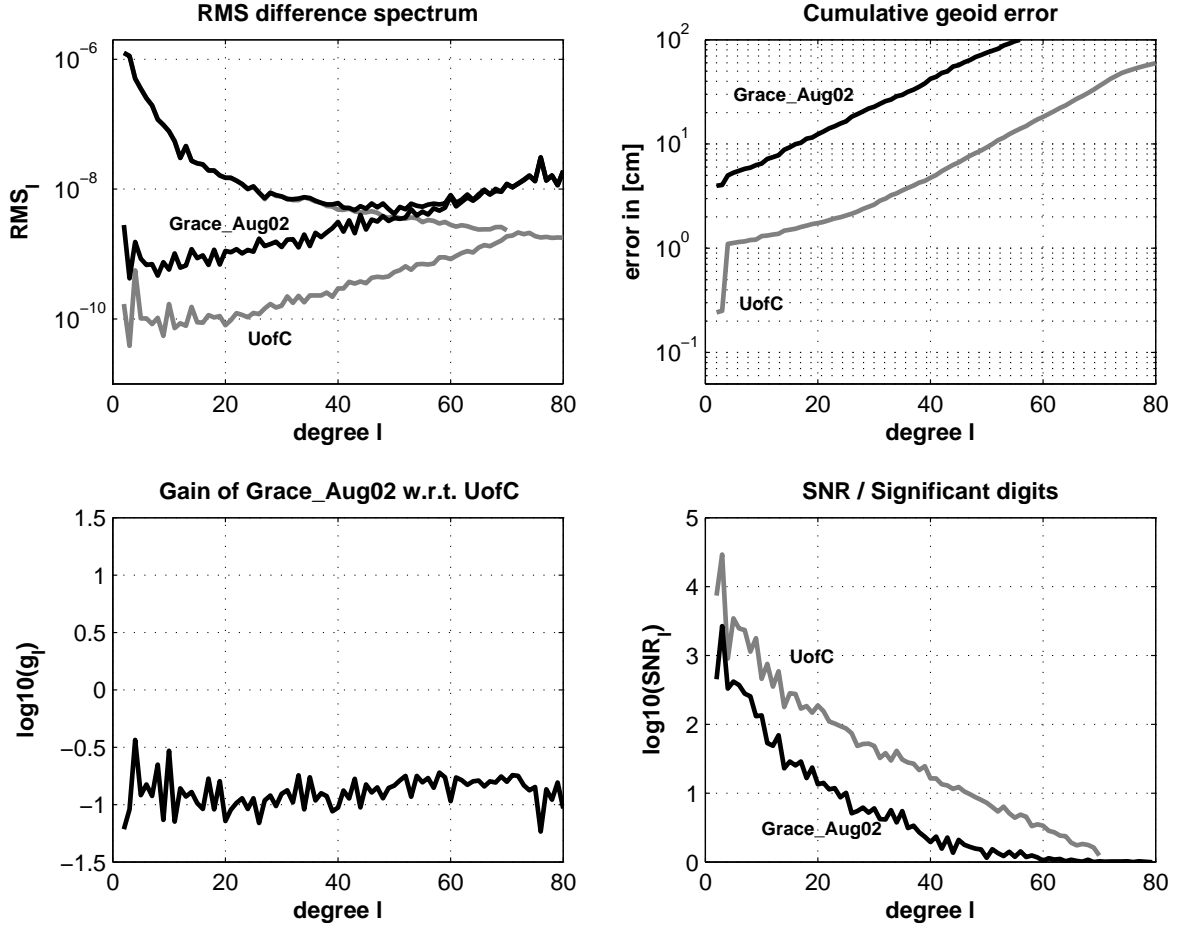 RMS difference spectrum
10^−6
10^−8
10^−10
RMS_l
Grace_Aug02
UofC
0 20 40 60 80
degree l
Cumulative geoid error
10^2
10^1
10^0
10^−1
error in [cm]
Grace_Aug02
UofC
0 20 40 60 80
degree l
Gain of Grace_Aug02 w.r.t. UofC
1.5
1
0.5
0
−0.5
−1
−1.5
log10(g_l)
0 20 40 60 80
degree l
SNR / Significant digits
5
4
3
2
1
0
log10(SNR_l)
UofC
Grace_Aug02
0 20 40 60 80
degree l